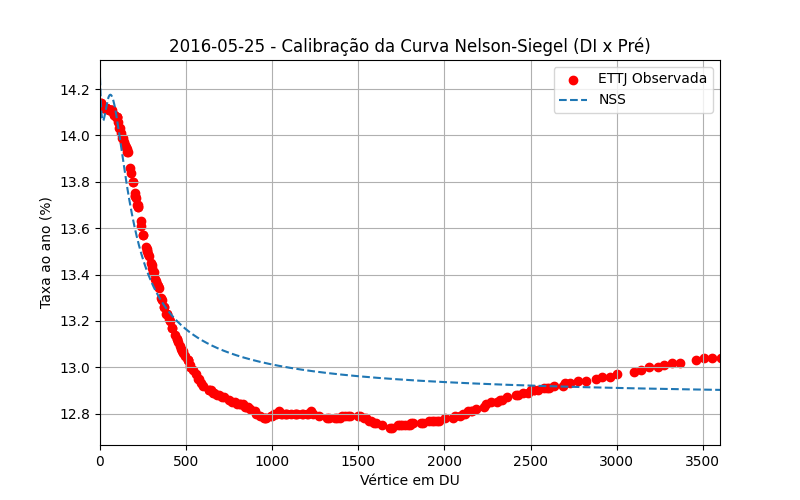 2016-05-25 - Calibração da Curva Nelson-Siegel (DI x Pré)
ETTJ Observada
NSS
Taxa ao ano (%)
14.2
14.0
13.8
13.6
13.4
13.2
13.0
12.8
0 500 1000 1500 2000 2500 3000 3500
Vértice em DU